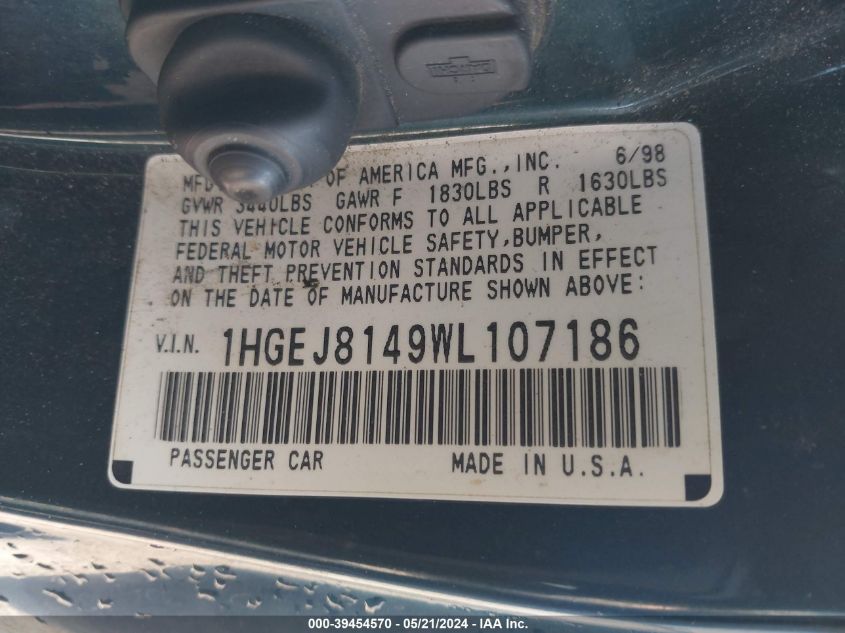 MFD OF AMERICA MFG.,INC. 6/98
GVWR 3440LBS GAWR F 1830LBS R 1630LBS
THIS VEHICLE CONFORMS TO ALL APPLICABLE
FEDERAL MOTOR VEHICLE SAFETY,BUMPER,
AND THEFT PREVENTION STANDARDS IN EFFECT
ON THE DATE OF MANUFACTURE SHOWN ABOVE:
V.I.N. 1HGEJ8149WL107186
PASSENGER CAR MADE IN U.S.A.
000-39454570 - 05/21/2024 - IAA Inc.